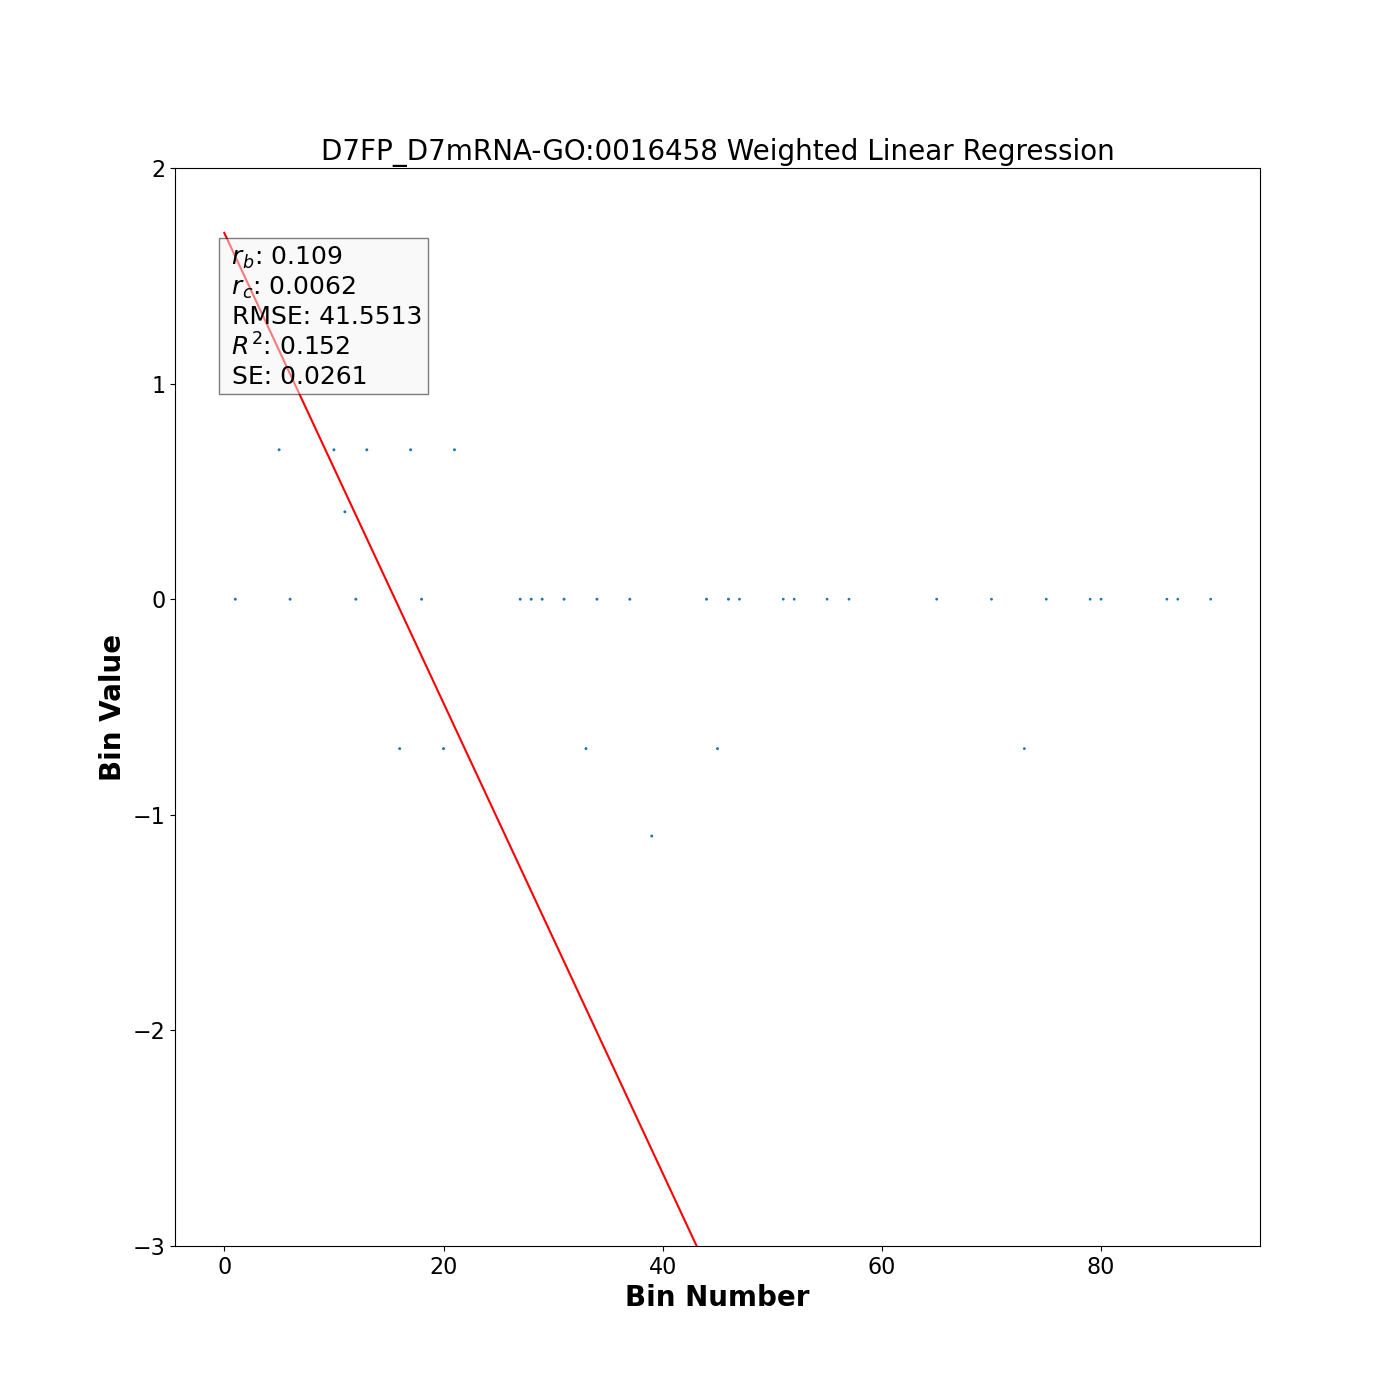 D7FP_D7mRNA-GO:0016458 Weighted Linear Regression
2
r_b: 0.109
r_c: 0.0062
RMSE: 41.5513
R²: 0.152
SE: 0.0261
1
0
−1
−2
−3
Bin Value
0 20 40 60 80
Bin Number